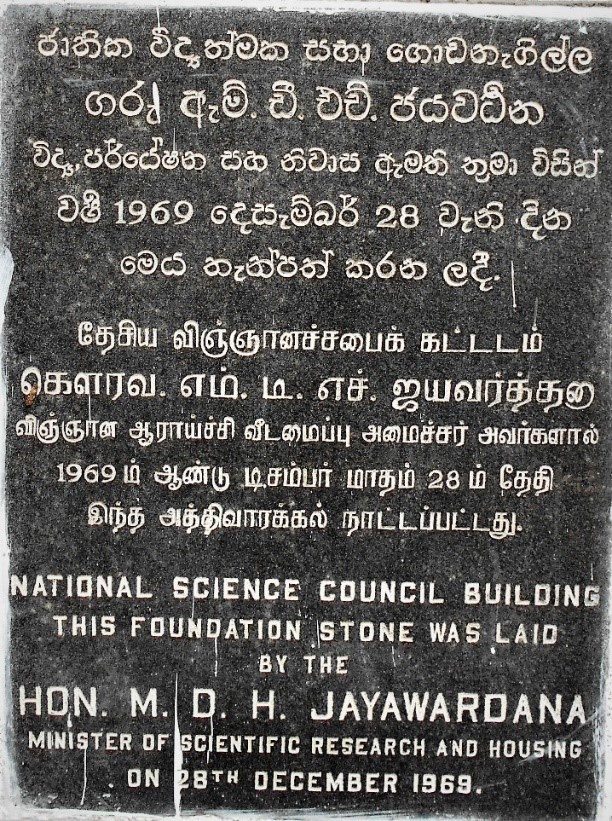 ජාතික විද්‍යාත්මක සභා ගොඩනැගිල්ල
ගරු ඇම්. ඩී. එච්. ජයවර්‍ධන
විද්‍යා, පර්යේෂන සහ නිවාස ඇමති තුමා විසින්
වර්‍ෂ 1969 දෙසැම්බර් 28 වැනි දින
මෙය තැන්පත් කරන ලදී.
தேசிய விஞ்ஞானச்சபைக் கட்டடம்
கௌரவ. எம். டி. எச். ஜயவர்த்தன
விஞ்ஞான ஆராய்ச்சி வீடமைப்பு அமைச்சர் அவர்களால்
1969 ம் ஆண்டு டிசம்பர் மாதம் 28 ம் தேதி
இந்த அத்திவாரக்கல் நாட்டப்பட்டது.
NATIONAL SCIENCE COUNCIL BUILDING
THIS FOUNDATION STONE WAS LAID
BY THE
HON. M. D. H. JAYAWARDANA
MINISTER OF SCIENTIFIC RESEARCH AND HOUSING
ON 28TH DECEMBER 1969.